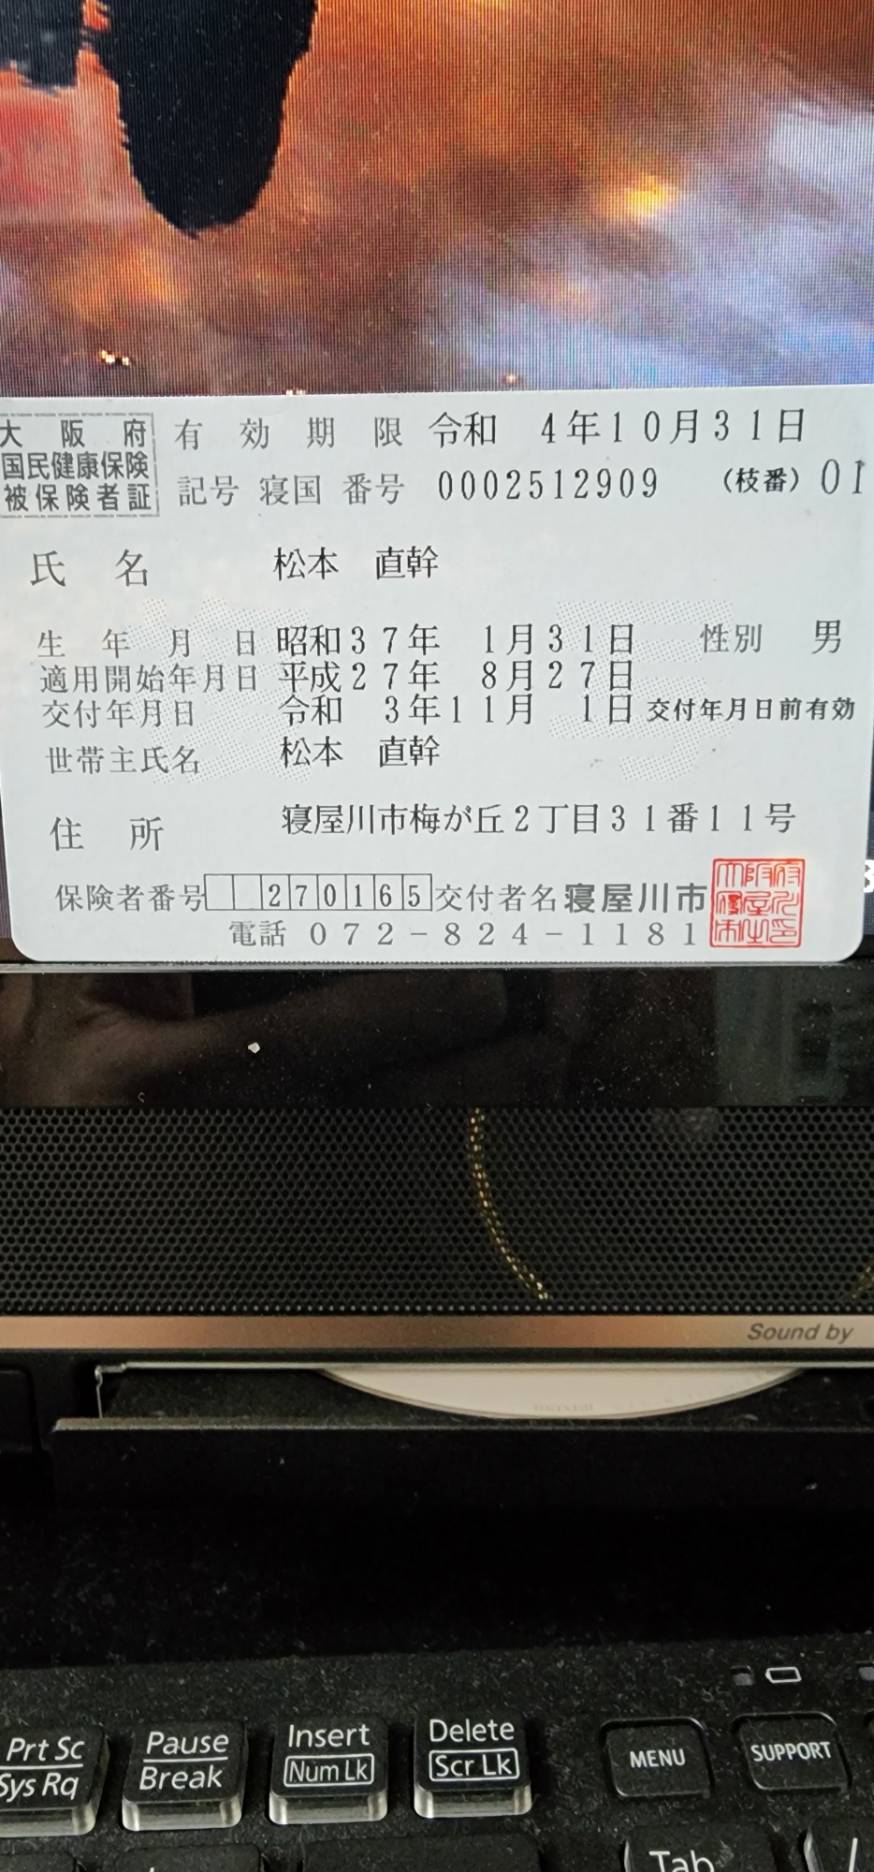 大阪府
国民健康保険
被保険者証
有効期限 令和 4年10月31日
記号 寝国 番号 0002512909 (枝番) 01
氏名 松本 直幹
生年月日 昭和37年 1月31日 性別 男
適用開始年月日 平成27年 8月27日
交付年月日 令和 3年11月 1日 交付年月日前有効
世帯主氏名 松本 直幹
住所 寝屋川市梅が丘2丁目31番11号
保険者番号 270165 交付者名 寝屋川市
電話 072-824-1181
Sound by
Prt Sc
Sys Rq
Pause
Break
Insert
Num Lk
Delete
Scr Lk
MENU
SUPPORT
Tab